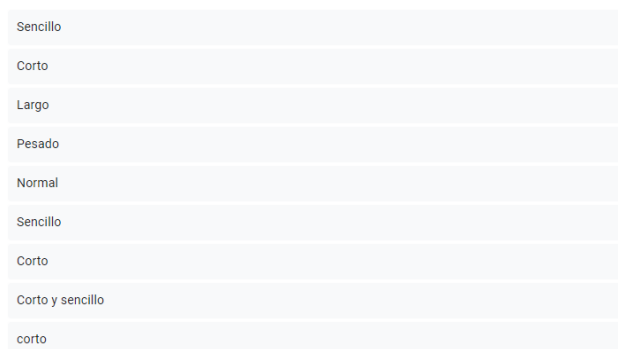 Sencillo
Corto
Largo
Pesado
Normal
Sencillo
Corto
Corto y sencillo
corto